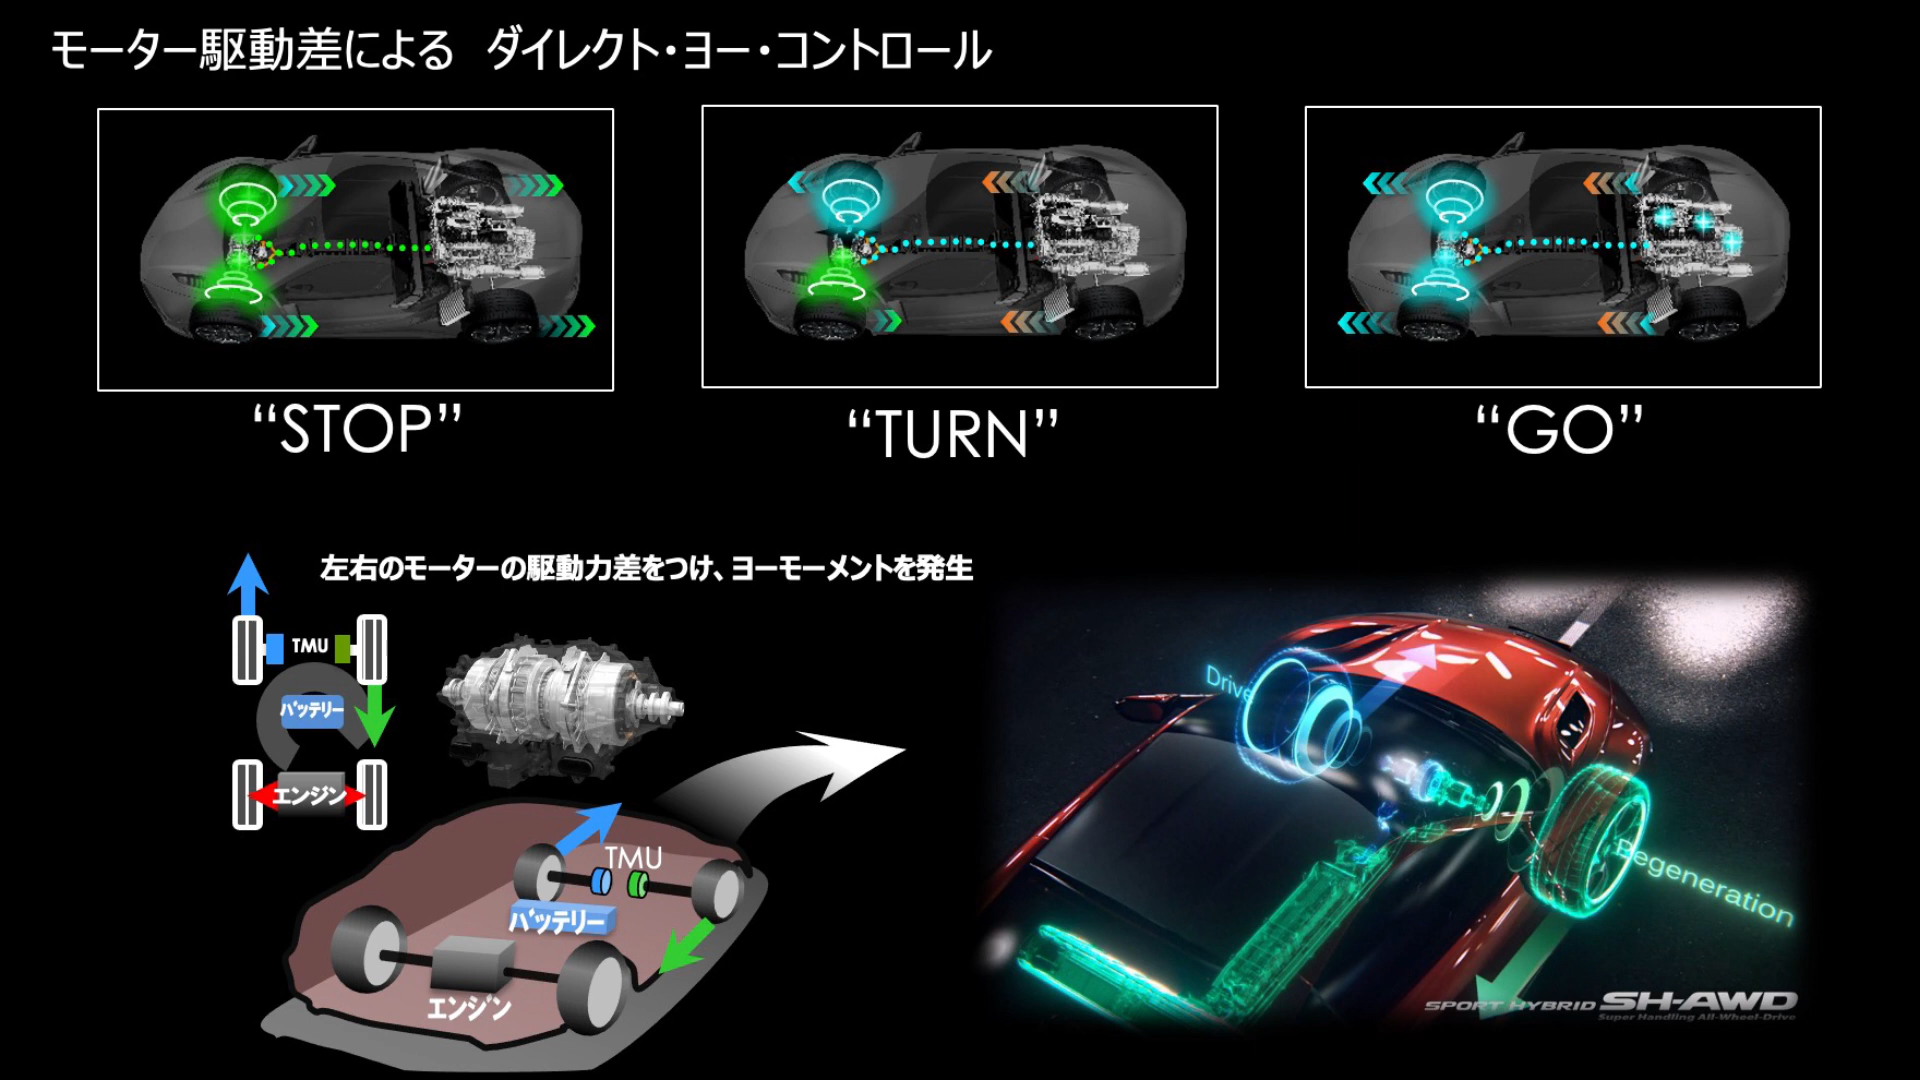 モーター駆動差による ダイレクト・ヨー・コントロール
“STOP”
“TURN”
“GO”
左右のモーターの駆動力差をつけ、ヨーモーメントを発生
TMU
バッテリー
エンジン
TMU
バッテリー
エンジン
Drive
Regeneration
SPORT HYBRID SH-AWD
Super Handling All-Wheel-Drive